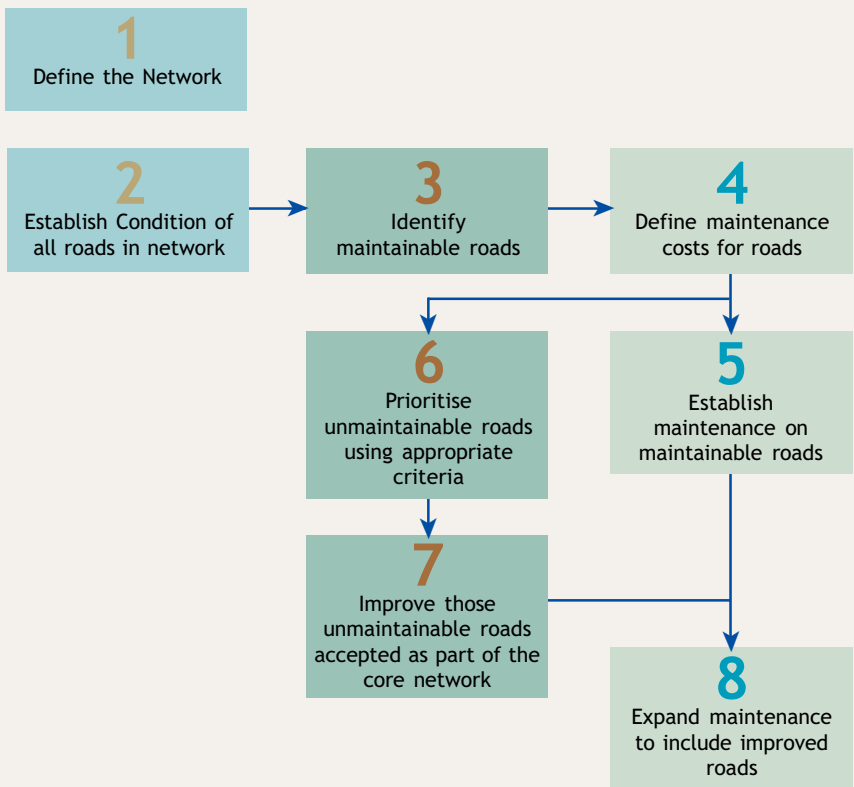 1
Define the Network
2
Establish Condition of
all roads in network
3
Identify
maintainable roads
4
Define maintenance
costs for roads
6
Prioritise
unmaintainable roads
using appropriate
criteria
5
Establish
maintenance on
maintainable roads
7
Improve those
unmaintainable roads
accepted as part of the
core network
8
Expand maintenance
to include improved
roads